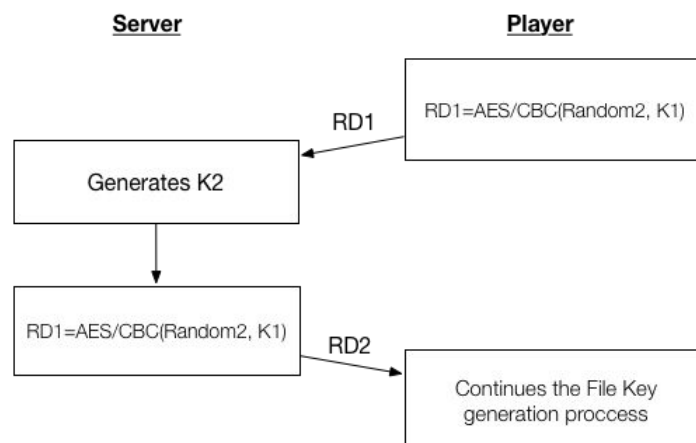 Server
Player
RD1=AES/CBC(Random2, K1)
RD1
Generates K2
RD1=AES/CBC(Random2, K1)
RD2
Continues the File Key
generation proccess